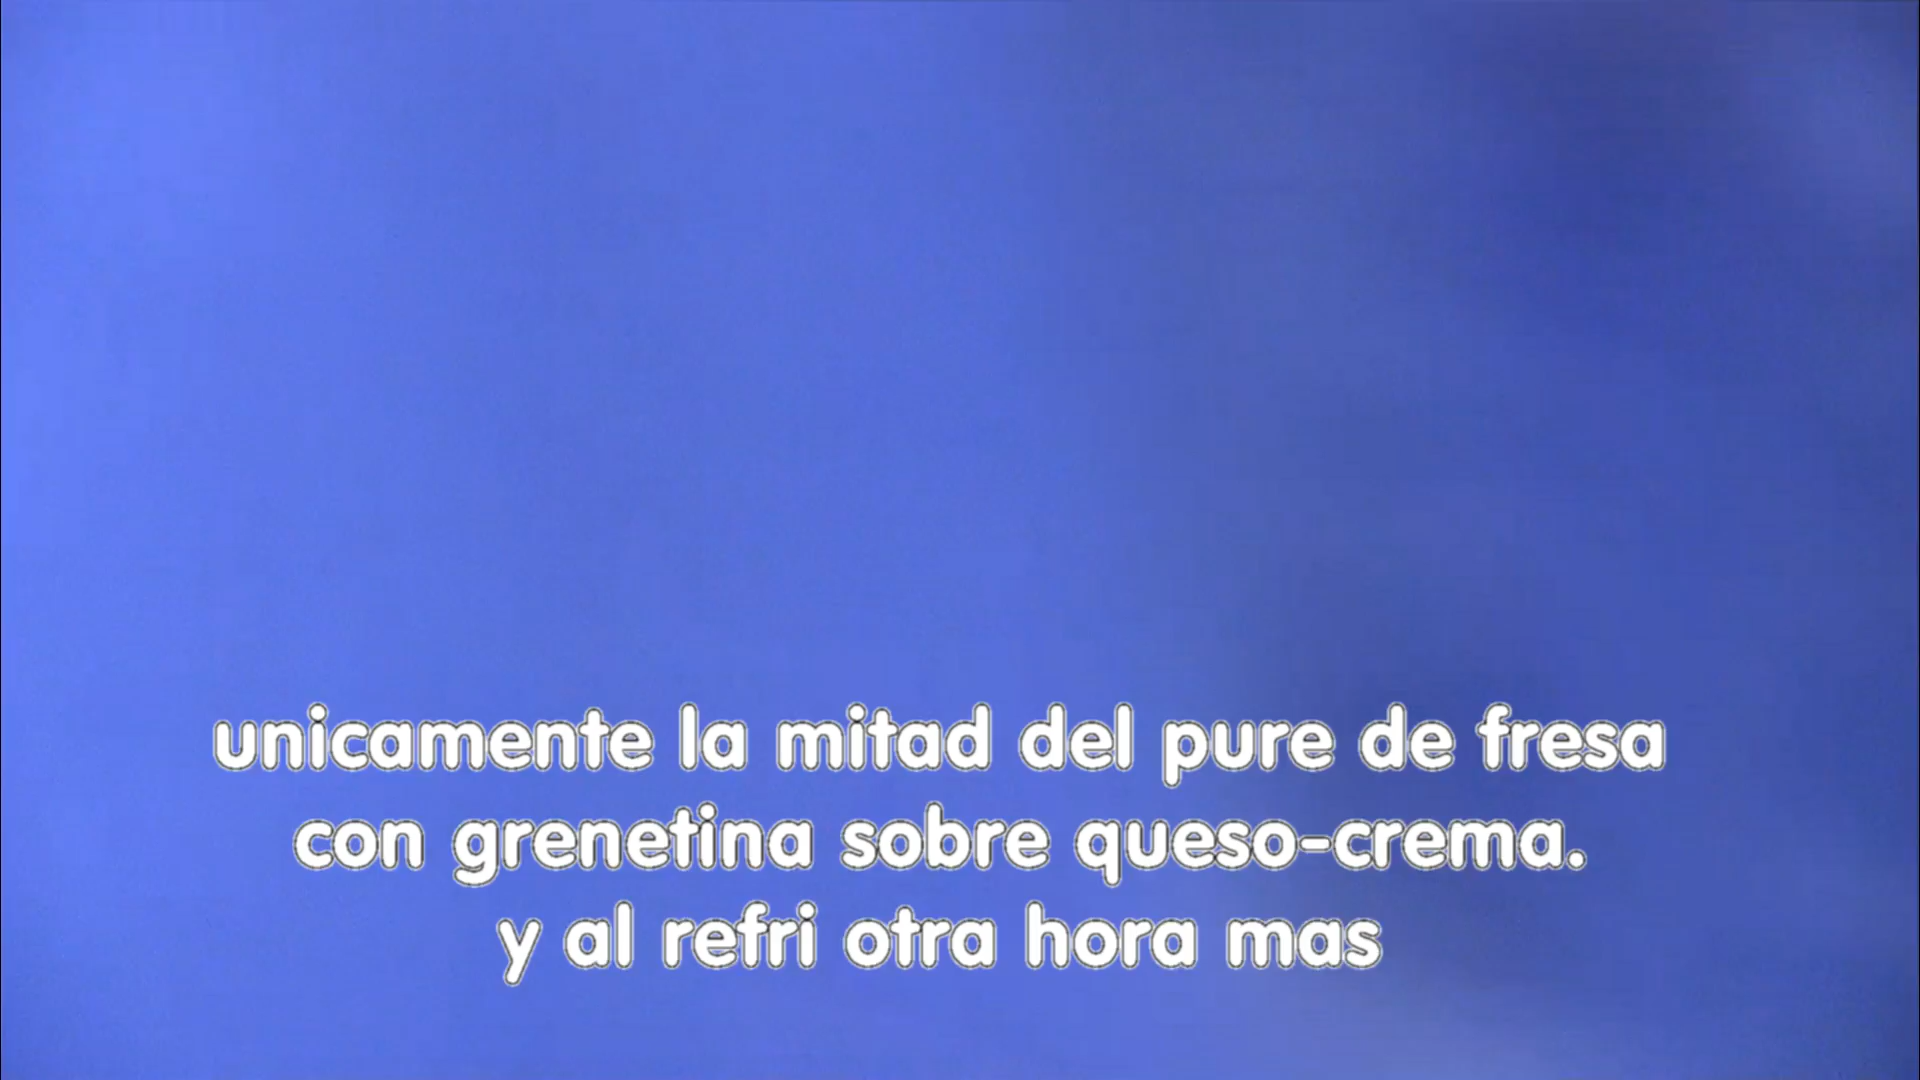 unicamente la mitad del pure de fresa
con grenetina sobre queso-crema.
y al refri otra hora mas